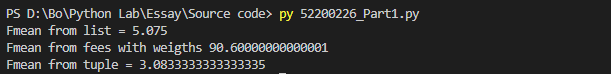 PS D:\Bo\Python Lab\Essay\Source code> py 52200226_Part1.py
Fmean from list = 5.075
Fmean from fees with weigths 90.60000000000001
Fmean from tuple = 3.0833333333333335